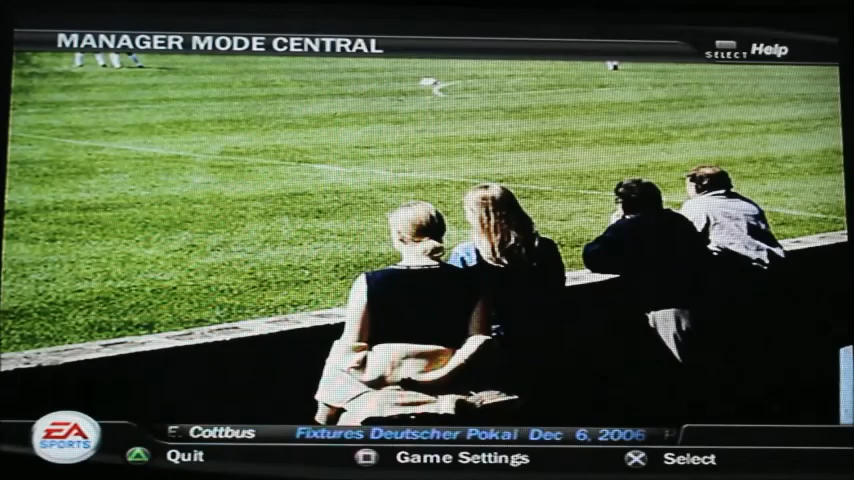 MANAGER MODE CENTRAL
SELECT Help
E. Cottbus Fixtures Deutscher Pokal Dec 6, 2006
EA SPORTS
Quit Game Settings Select